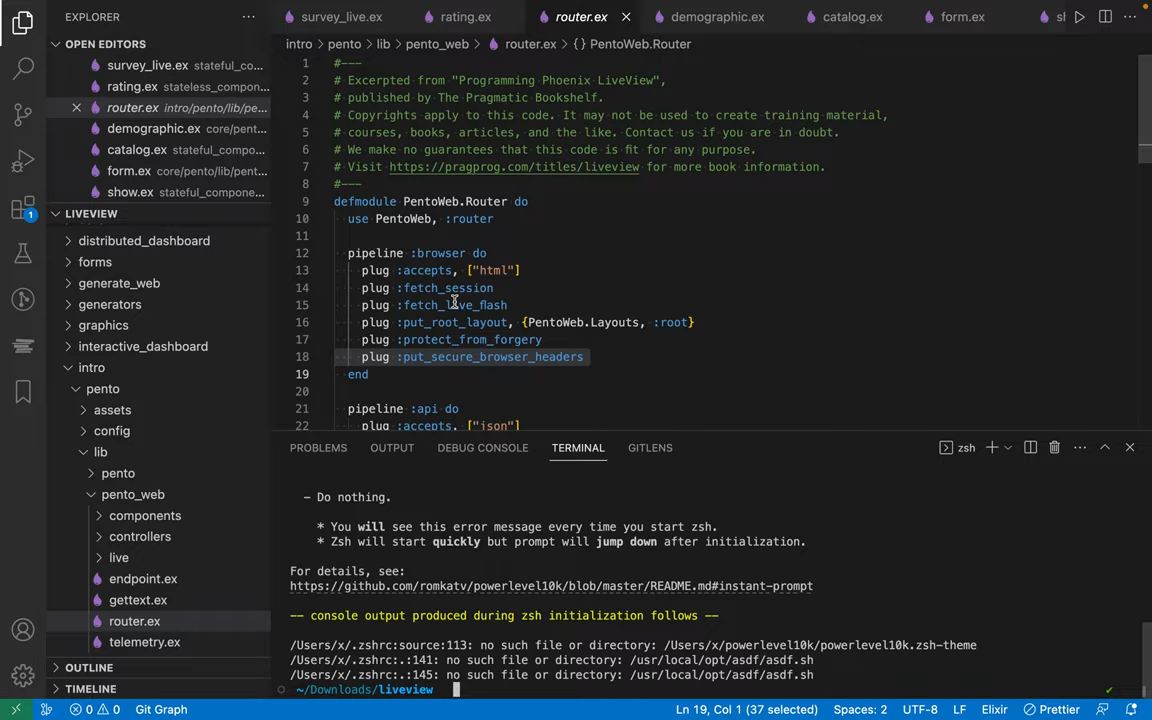 EXPLORER
survey_live.ex
rating.ex
router.ex
demographic.ex
catalog.ex
form.ex
OPEN EDITORS
survey_live.ex stateful_co...
rating.ex stateless_compon...
router.ex intro/pento/lib/pe...
demographic.ex core/pent...
catalog.ex stateful_compo...
form.ex core/pento/lib/pent...
show.ex stateful_compone...
LIVEVIEW
distributed_dashboard
forms
generate_web
generators
graphics
interactive_dashboard
intro
pento
assets
config
lib
pento
pento_web
components
controllers
live
endpoint.ex
gettext.ex
router.ex
telemetry.ex
OUTLINE
TIMELINE
1
intro > pento > lib > pento_web > router.ex > {} PentoWeb.Router
1 #---
2 # Excerpted from "Programming Phoenix LiveView",
3 # published by The Pragmatic Bookshelf.
4 # Copyrights apply to this code. It may not be used to create training material,
5 # courses, books, articles, and the like. Contact us if you are in doubt.
6 # We make no guarantees that this code is fit for any purpose.
7 # Visit https://pragprog.com/titles/liveview for more book information.
8 #---
9 defmodule PentoWeb.Router do
10 use PentoWeb, :router
11
12 pipeline :browser do
13 plug :accepts, ["html"]
14 plug :fetch_session
15 plug :fetch_live_flash
16 plug :put_root_layout, {PentoWeb.Layouts, :root}
17 plug :protect_from_forgery
18 plug :put_secure_browser_headers
19 end
20
21 pipeline :api do
22 plug :accepts, ["json"]
PROBLEMS OUTPUT DEBUG CONSOLE TERMINAL GITLENS zsh
- Do nothing.
* You will see this error message every time you start zsh.
* Zsh will start quickly but prompt will jump down after initialization.
For details, see:
https://github.com/romkatv/powerlevel10k/blob/master/README.md#instant-prompt
-- console output produced during zsh initialization follows --
/Users/x/.zshrc:source:113: no such file or directory: /Users/x/powerlevel10k/powerlevel10k.zsh-theme
/Users/x/.zshrc:.:141: no such file or directory: /usr/local/opt/asdf/asdf.sh
/Users/x/.zshrc:.:145: no such file or directory: /usr/local/opt/asdf/asdf.sh
~/Downloads/liveview
0 0 Git Graph Ln 19, Col 1 (37 selected) Spaces: 2 UTF-8 LF Elixir Prettier